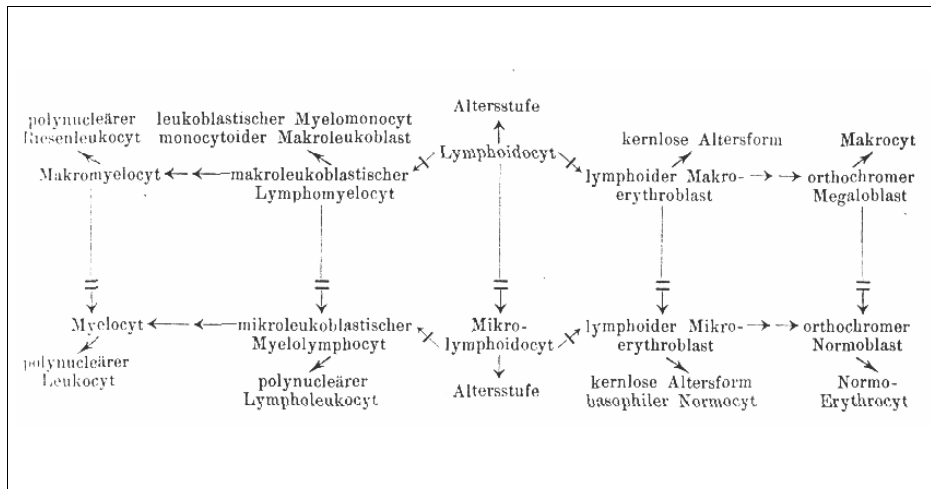 Altersstufe
polynucleärer
Riesenleukocyt
leukoblastischer Myelomonocyt
monocytoider Makroleukoblast
Lymphoidocyt
kernlose Altersform
Makrocyt
Makromyelocyt
makroleukoblastischer
Lymphomyelocyt
lymphoider Makro-
erythroblast
orthochromer
Megaloblast
Myelocyt
mikroleukoblastischer
Myelolymphocyt
Mikro-
lymphoidocyt
lymphoider Mikro-
erythroblast
orthochromer
Normoblast
polynucleärer
Leukocyt
polynucleärer
Lympholeukocyt
Altersstufe
kernlose Altersform
basophiler Normocyt
Normo-
Erythrocyt